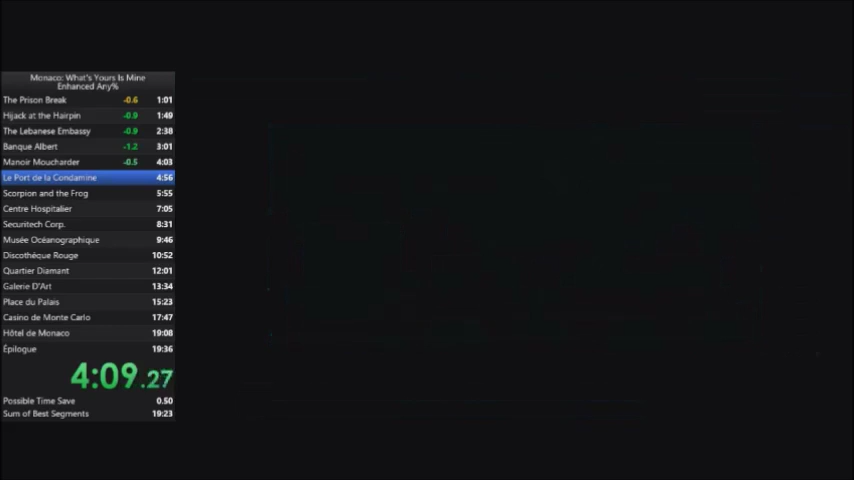 Monaco: What's Yours Is Mine
Enhanced Any%
The Prison Break -0.6 1:01
Hijack at the Hairpin -0.9 1:49
The Lebanese Embassy -0.9 2:38
Banque Albert -1.2 3:01
Manoir Moucharder -0.5 4:03
Le Port de la Condamine 4:56
Scorpion and the Frog 5:55
Centre Hospitalier 7:05
Securitech Corp. 8:31
Musée Océanographique 9:46
Discothèque Rouge 10:52
Quartier Diamant 12:01
Galerie D'Art 13:34
Place du Palais 15:23
Casino de Monte Carlo 17:47
Hôtel de Monaco 19:08
Épilogue 19:36
4:09.27
Possible Time Save 0.50
Sum of Best Segments 19:23